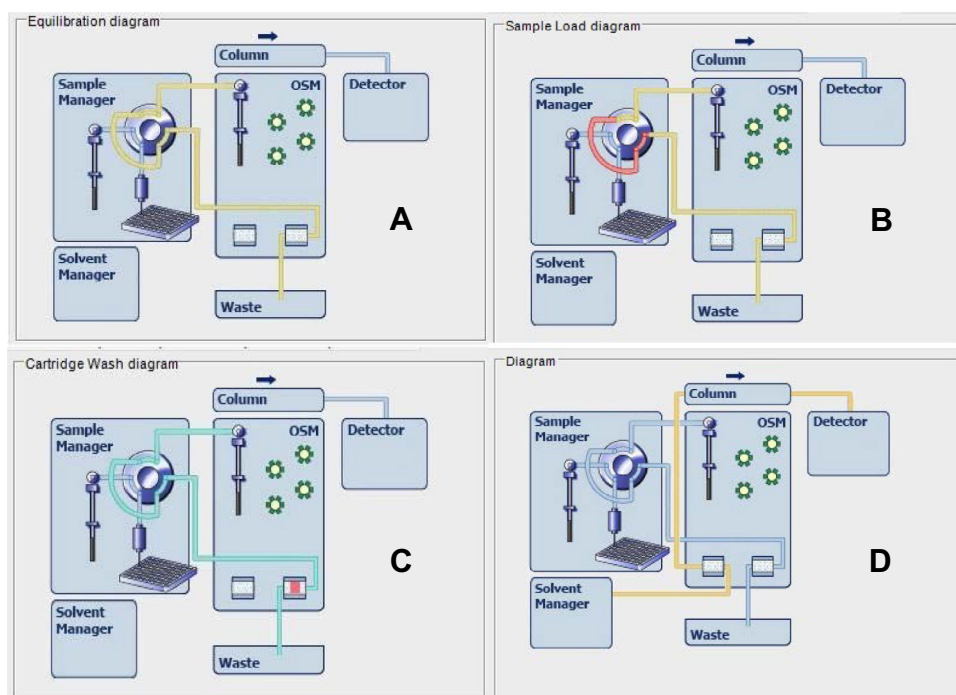 Equilibration diagram
Column
Sample
Manager
OSM
Detector
A
Solvent
Manager
Waste
Sample Load diagram
Column
Sample
Manager
OSM
Detector
B
Solvent
Manager
Waste
Cartridge Wash diagram
Column
Sample
Manager
OSM
Detector
C
Solvent
Manager
Waste
Diagram
Column
Sample
Manager
OSM
Detector
D
Solvent
Manager
Waste